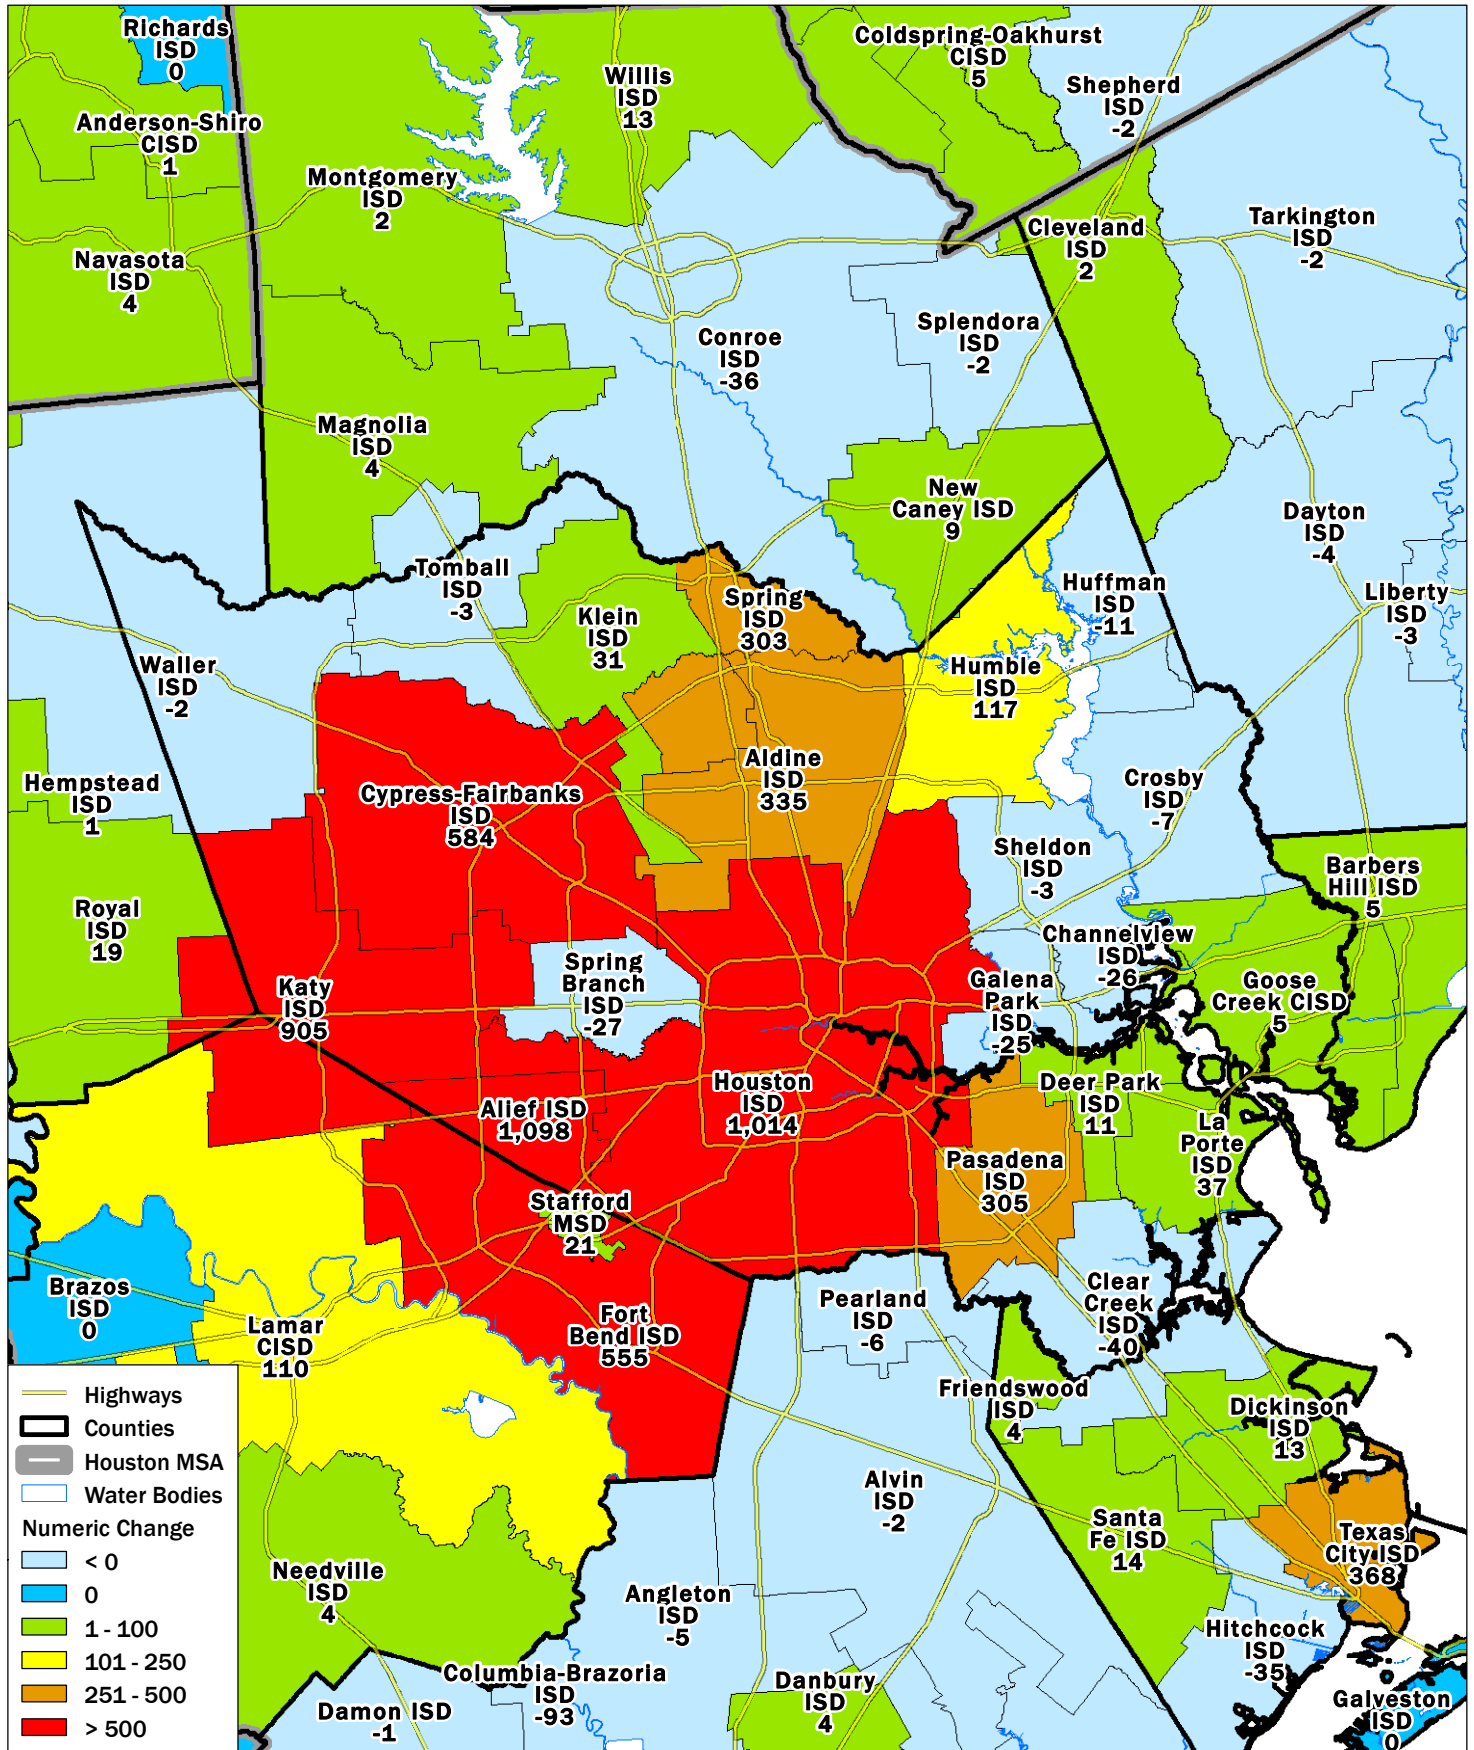 Richards
ISD
0
Coldspring-Oakhurst
CISD
5
Willis
ISD
13
Shepherd
ISD
-2
Anderson-Shiro
CISD
1
Montgomery
ISD
2
Tarkington
ISD
-2
Cleveland
ISD
2
Navasota
ISD
4
Splendora
ISD
-2
Conroe
ISD
-36
Magnolia
ISD
4
New
Caney ISD
9
Dayton
ISD
-4
Tomball
ISD
-3
Huffman
ISD
-11
Liberty
ISD
-3
Spring
ISD
303
Klein
ISD
31
Waller
ISD
-2
Humble
ISD
117
Aldine
ISD
335
Crosby
ISD
-7
Hempstead
ISD
1
Cypress-Fairbanks
ISD
584
Sheldon
ISD
-3
Barbers
Hill ISD
5
Royal
ISD
19
Channelview
ISD
-26
Spring
Branch
ISD
-27
Galena
Park
ISD
-25
Goose
Creek CISD
5
Katy
ISD
905
Houston
ISD
1,014
Deer Park
ISD
11
Alief ISD
1,098
La
Porte
ISD
37
Pasadena
ISD
305
Stafford
MSD
21
Brazos
ISD
0
Clear
Creek
ISD
-40
Pearland
ISD
-6
Fort
Bend ISD
555
Lamar
CISD
110
Friendswood
ISD
4
Dickinson
ISD
13
Alvin
ISD
-2
Santa
Fe ISD
14
Texas
City ISD
368
Needville
ISD
4
Angleton
ISD
-5
Hitchcock
ISD
-35
Columbia-Brazoria
ISD
-93
Danbury
ISD
4
Damon ISD
-1
Galveston
ISD
0
Highways
Counties
Houston MSA
Water Bodies
Numeric Change
< 0
0
1 - 100
101 - 250
251 - 500
> 500